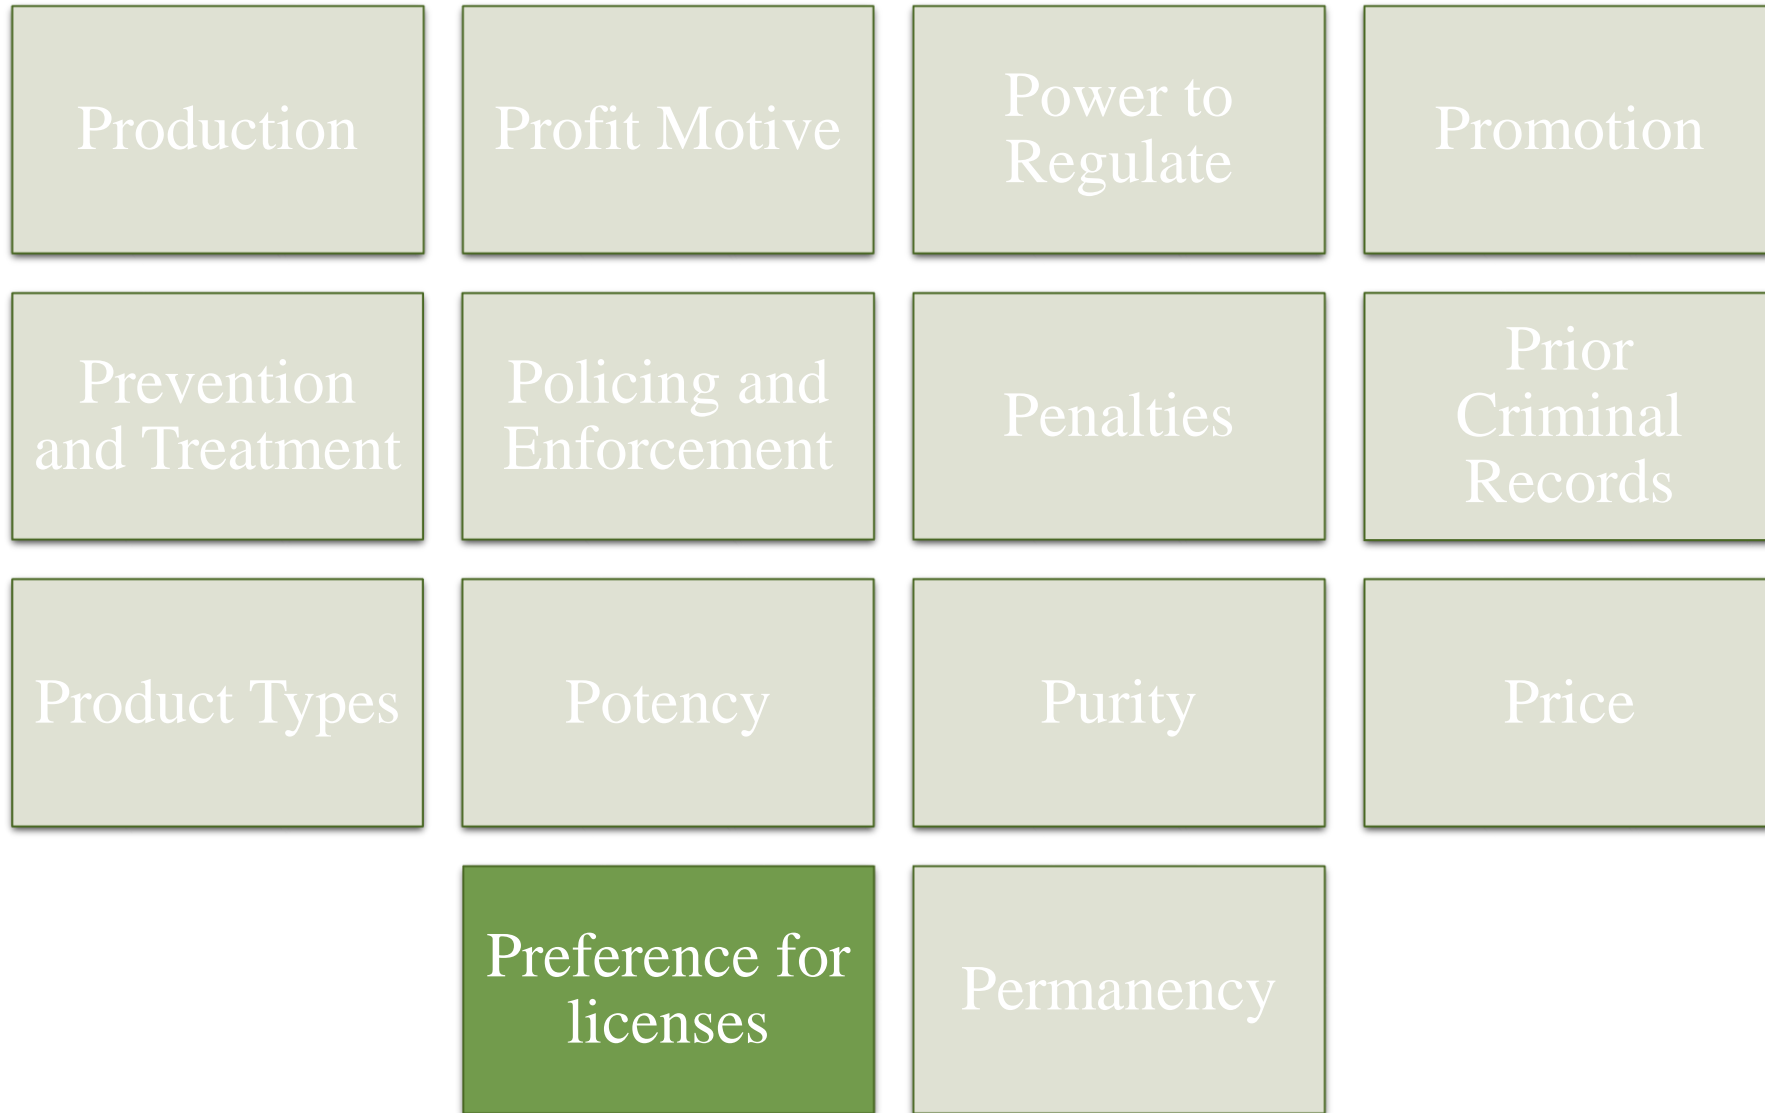 Production
Profit Motive
Power to
Regulate
Promotion
Prevention
and Treatment
Policing and
Enforcement
Penalties
Prior
Criminal
Records
Product Types
Potency
Purity
Price
Preference for
licenses
Permanency